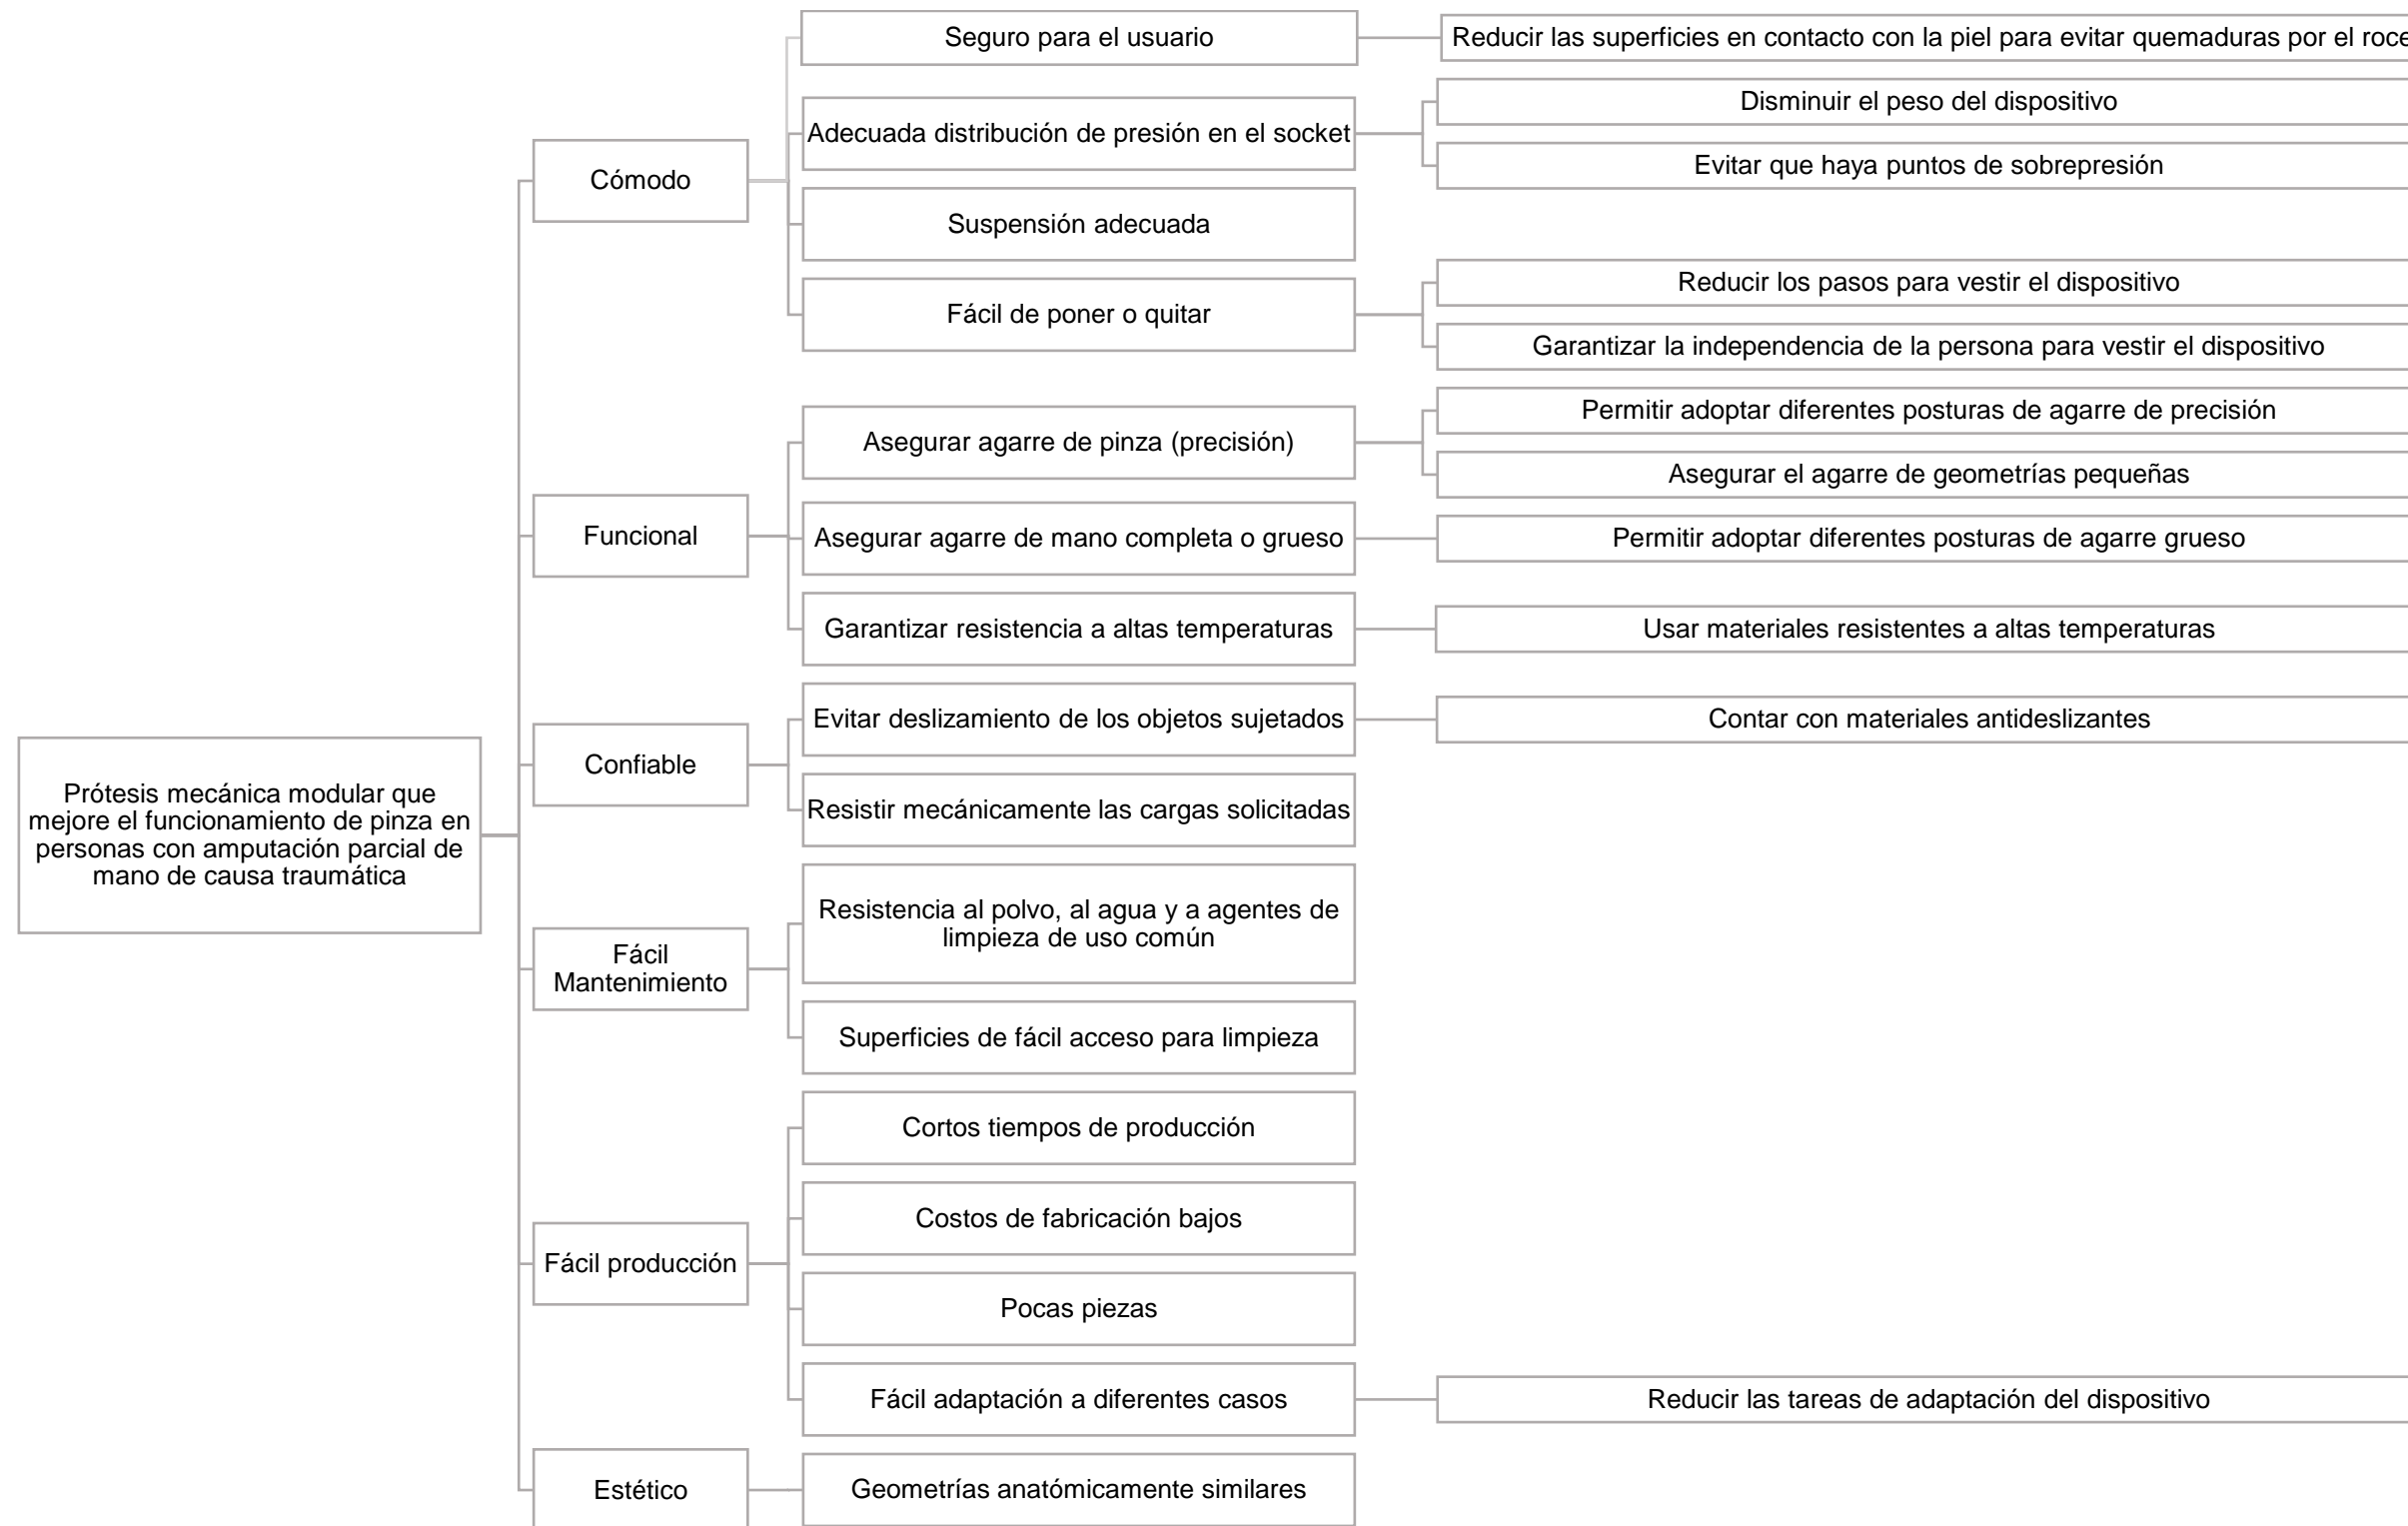 Prótesis mecánica modular que
mejore el funcionamiento de pinza en
personas con amputación parcial de
mano de causa traumática
Cómodo
Seguro para el usuario
Reducir las superficies en contacto con la piel para evitar quemaduras por el roce
Adecuada distribución de presión en el socket
Disminuir el peso del dispositivo
Evitar que haya puntos de sobrepresión
Suspensión adecuada
Fácil de poner o quitar
Reducir los pasos para vestir el dispositivo
Garantizar la independencia de la persona para vestir el dispositivo
Funcional
Asegurar agarre de pinza (precisión)
Permitir adoptar diferentes posturas de agarre de precisión
Asegurar el agarre de geometrías pequeñas
Asegurar agarre de mano completa o grueso
Permitir adoptar diferentes posturas de agarre grueso
Garantizar resistencia a altas temperaturas
Usar materiales resistentes a altas temperaturas
Confiable
Evitar deslizamiento de los objetos sujetados
Contar con materiales antideslizantes
Resistir mecánicamente las cargas solicitadas
Fácil
Mantenimiento
Resistencia al polvo, al agua y a agentes de
limpieza de uso común
Superficies de fácil acceso para limpieza
Fácil producción
Cortos tiempos de producción
Costos de fabricación bajos
Pocas piezas
Fácil adaptación a diferentes casos
Reducir las tareas de adaptación del dispositivo
Estético
Geometrías anatómicamente similares